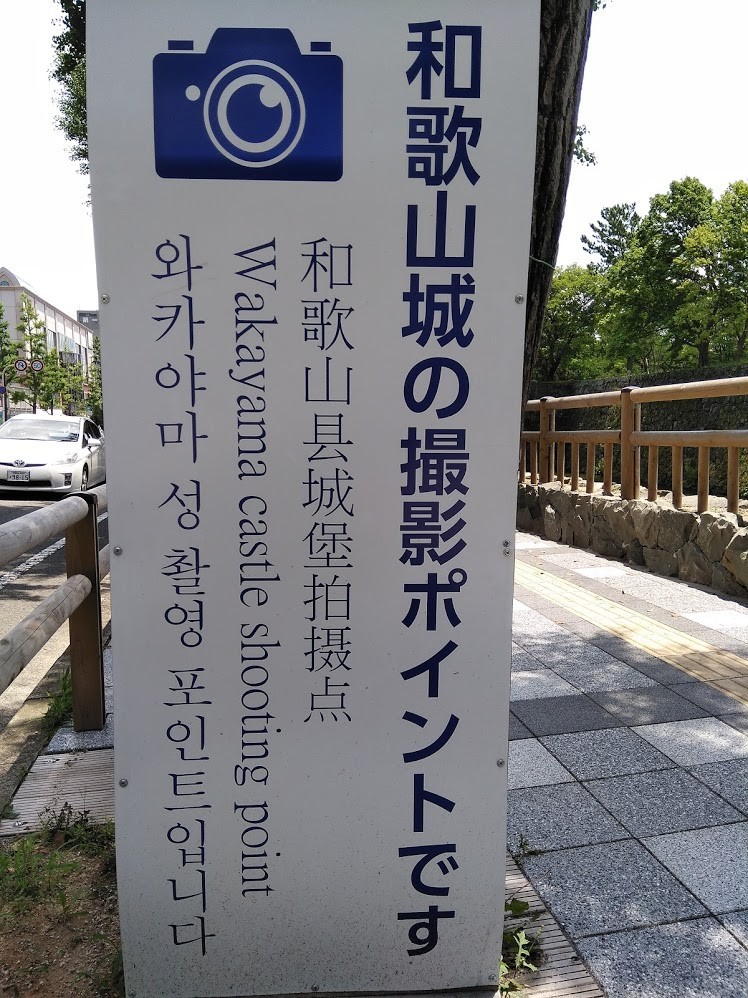 和歌山城の撮影ポイントです
和歌山县城堡拍摄点
Wakayama castle shooting point
와카야마 성 촬영 포인트입니다